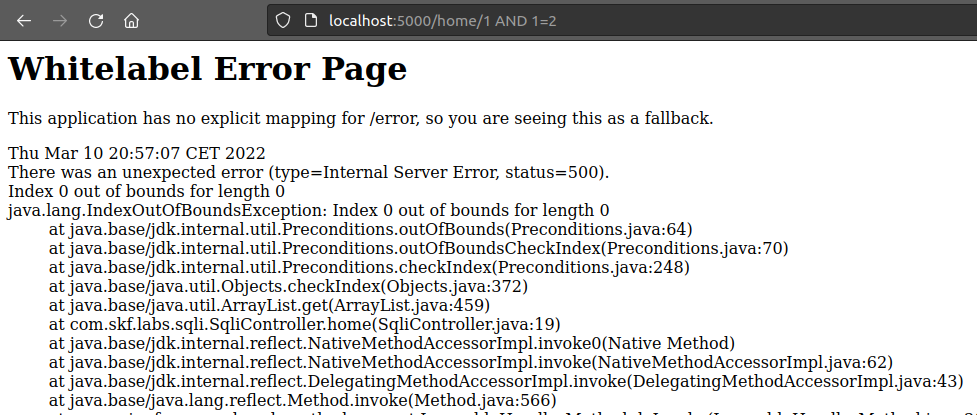 localhost:5000/home/1 AND 1=2
Whitelabel Error Page
This application has no explicit mapping for /error, so you are seeing this as a fallback.
Thu Mar 10 20:57:07 CET 2022
There was an unexpected error (type=Internal Server Error, status=500).
Index 0 out of bounds for length 0
java.lang.IndexOutOfBoundsException: Index 0 out of bounds for length 0
at java.base/jdk.internal.util.Preconditions.outOfBounds(Preconditions.java:64)
at java.base/jdk.internal.util.Preconditions.outOfBoundsCheckIndex(Preconditions.java:70)
at java.base/jdk.internal.util.Preconditions.checkIndex(Preconditions.java:248)
at java.base/java.util.Objects.checkIndex(Objects.java:372)
at java.base/java.util.ArrayList.get(ArrayList.java:459)
at com.skf.labs.sqli.SqliController.home(SqliController.java:19)
at java.base/jdk.internal.reflect.NativeMethodAccessorImpl.invoke0(Native Method)
at java.base/jdk.internal.reflect.NativeMethodAccessorImpl.invoke(NativeMethodAccessorImpl.java:62)
at java.base/jdk.internal.reflect.DelegatingMethodAccessorImpl.invoke(DelegatingMethodAccessorImpl.java:43)
at java.base/java.lang.reflect.Method.invoke(Method.java:566)